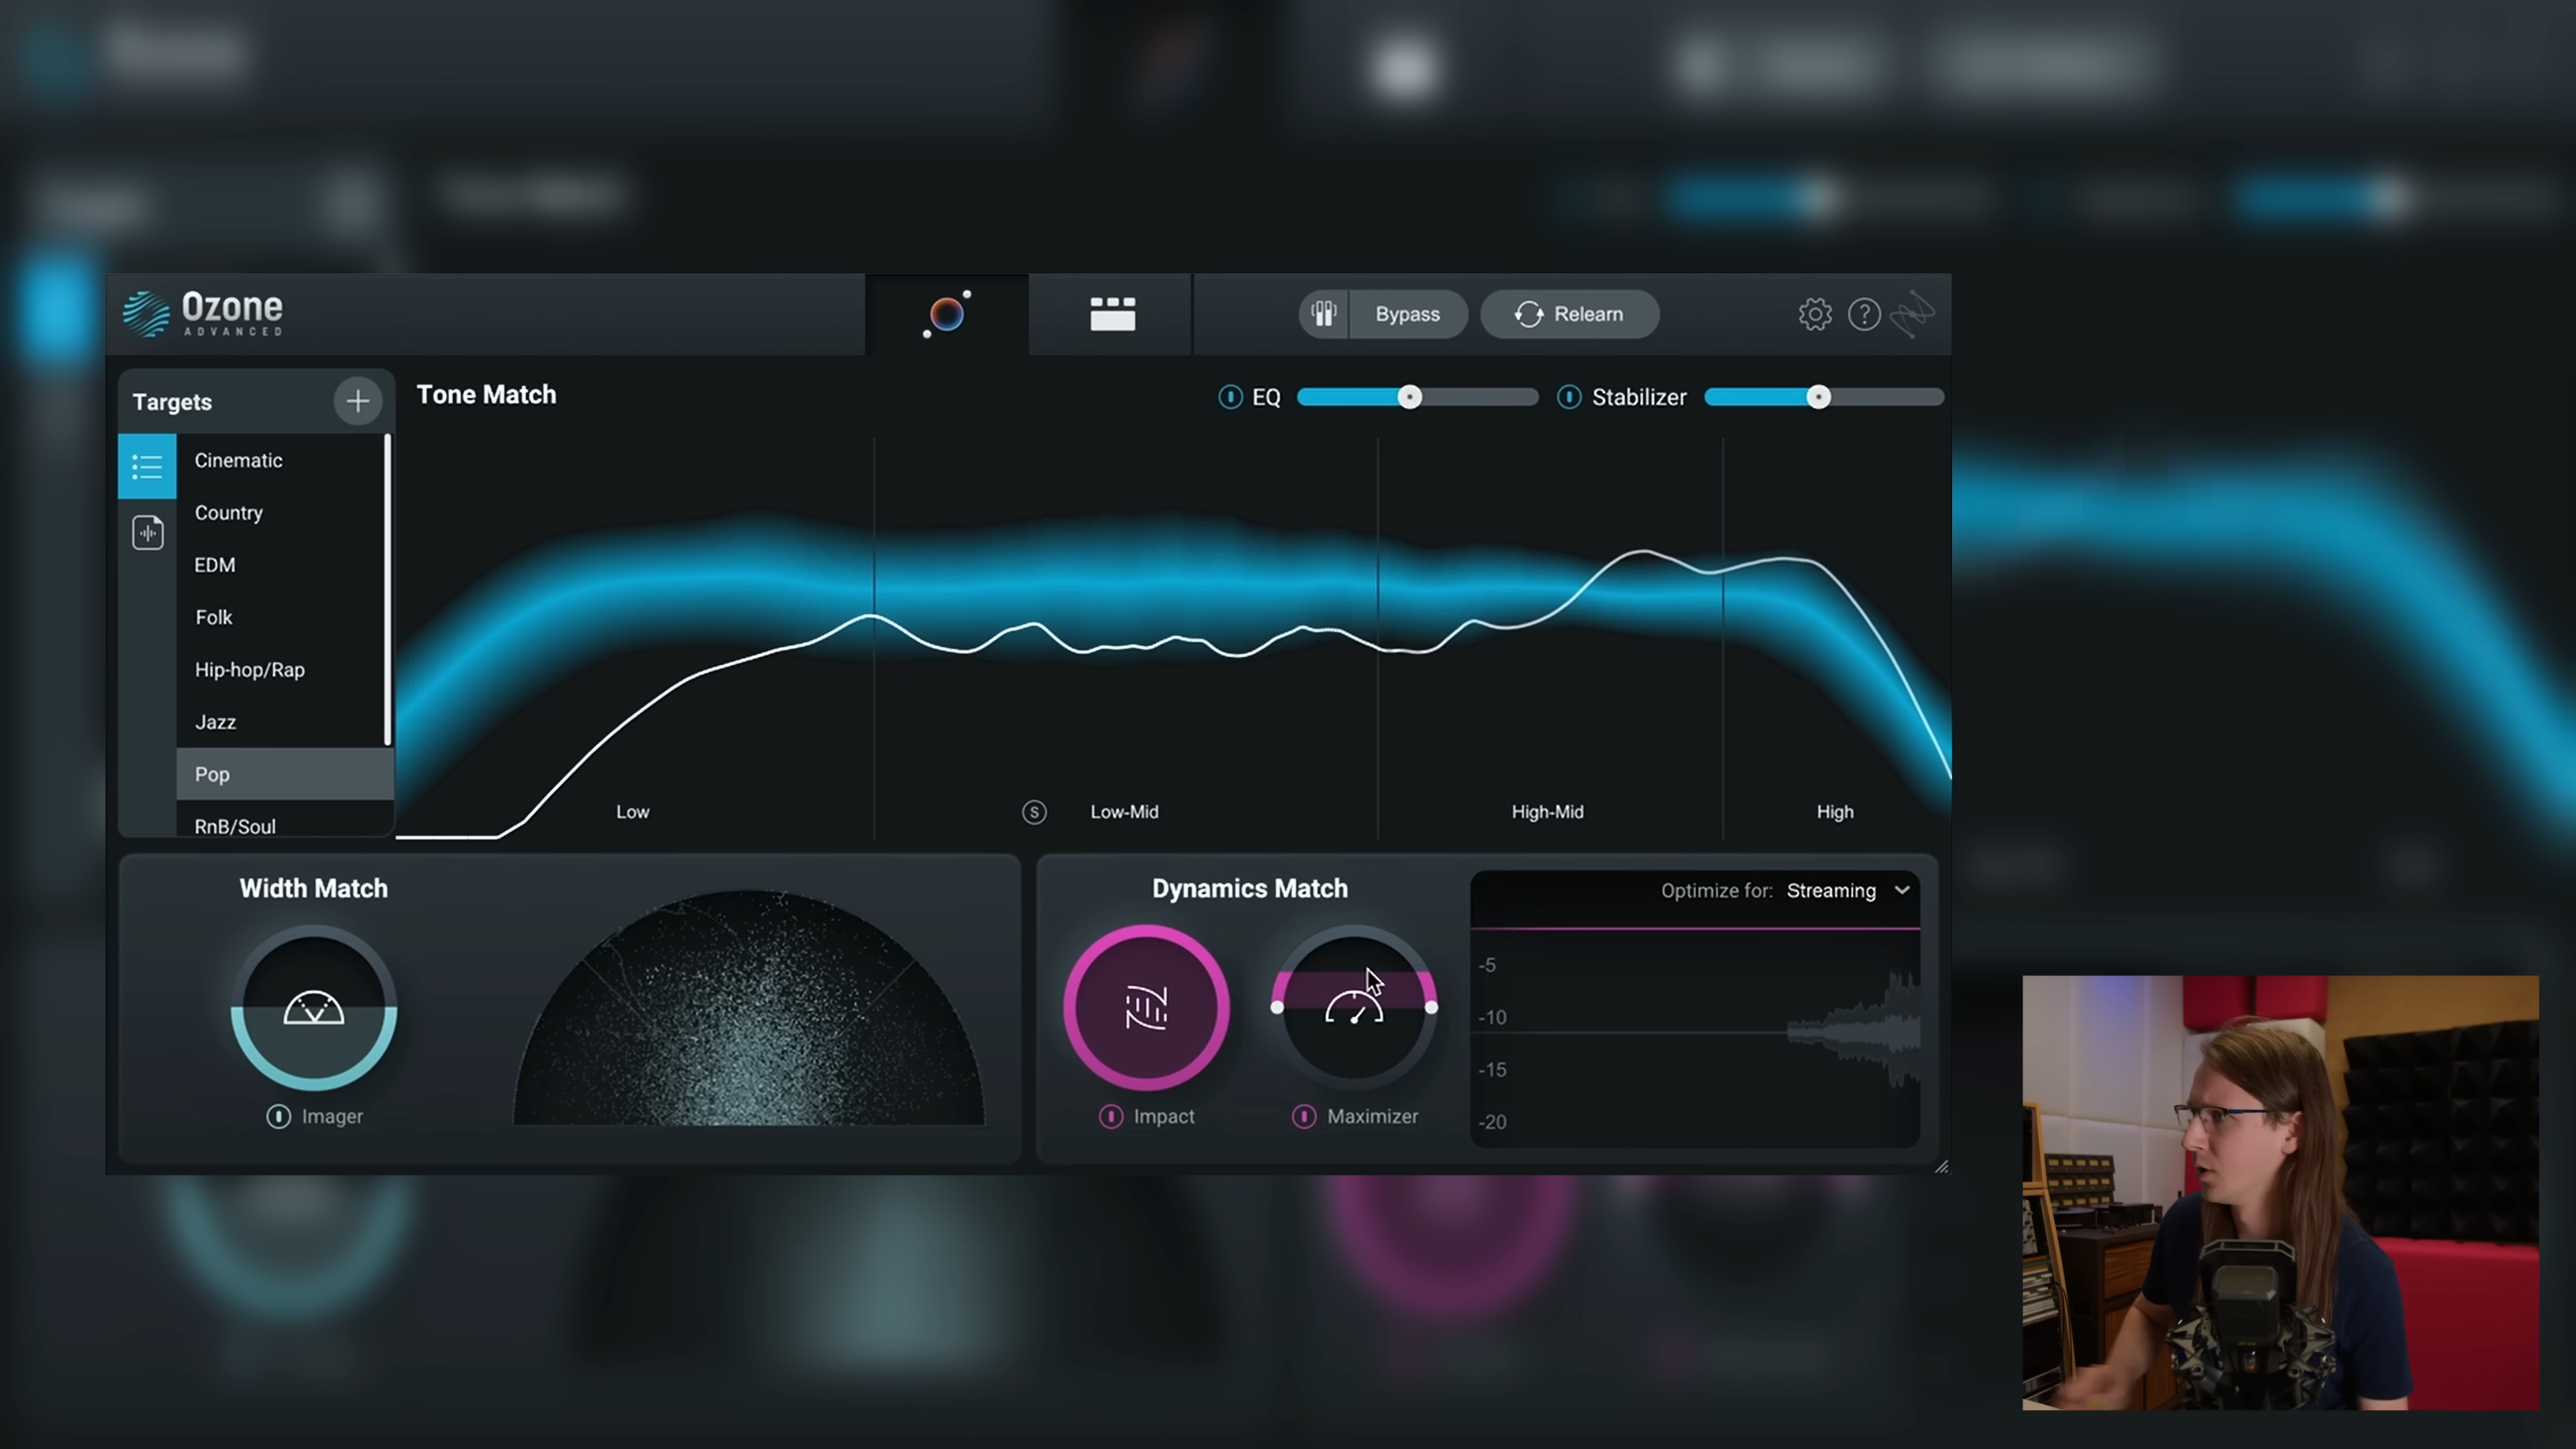 Ozone
ADVANCED
Bypass
Relearn
Targets
Tone Match
EQ
Stabilizer
Cinematic
Country
EDM
Folk
Hip-hop/Rap
Jazz
Pop
RnB/Soul
Low
S
Low-Mid
High-Mid
High
Width Match
Imager
Dynamics Match
Impact
Maximizer
Optimize for: Streaming
-5
-10
-15
-20